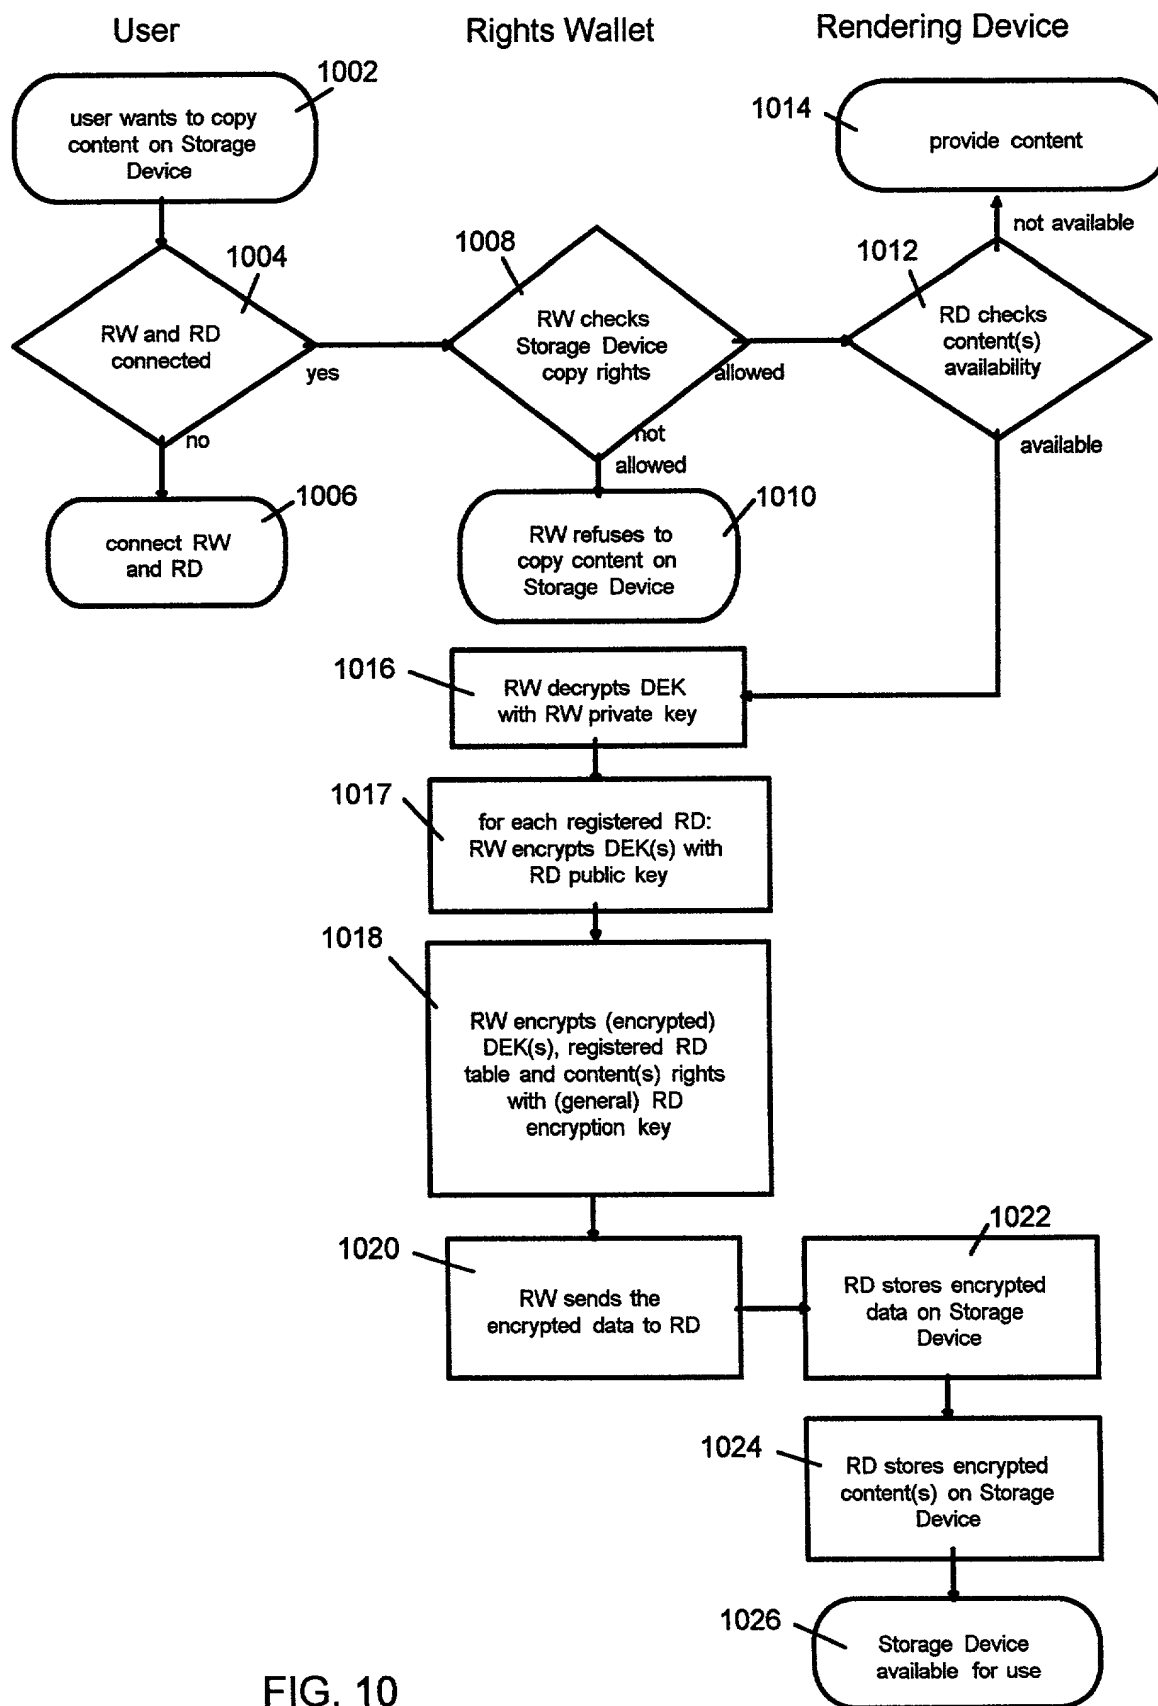 User
Rights Wallet
Rendering Device
1002
user wants to copy
content on Storage
Device
1014
provide content
not available
1004
RW and RD
connected
yes
no
1008
RW checks
Storage Device
copy rights
allowed
not
allowed
1012
RD checks
content(s)
availability
available
1006
connect RW
and RD
1010
RW refuses to
copy content on
Storage Device
1016
RW decrypts DEK
with RW private key
1017
for each registered RD:
RW encrypts DEK(s) with
RD public key
1018
RW encrypts (encrypted)
DEK(s), registered RD
table and content(s) rights
with (general) RD
encryption key
1020
RW sends the
encrypted data to RD
1022
RD stores encrypted
data on Storage
Device
1024
RD stores encrypted
content(s) on Storage
Device
1026
Storage Device
available for use
FIG. 10